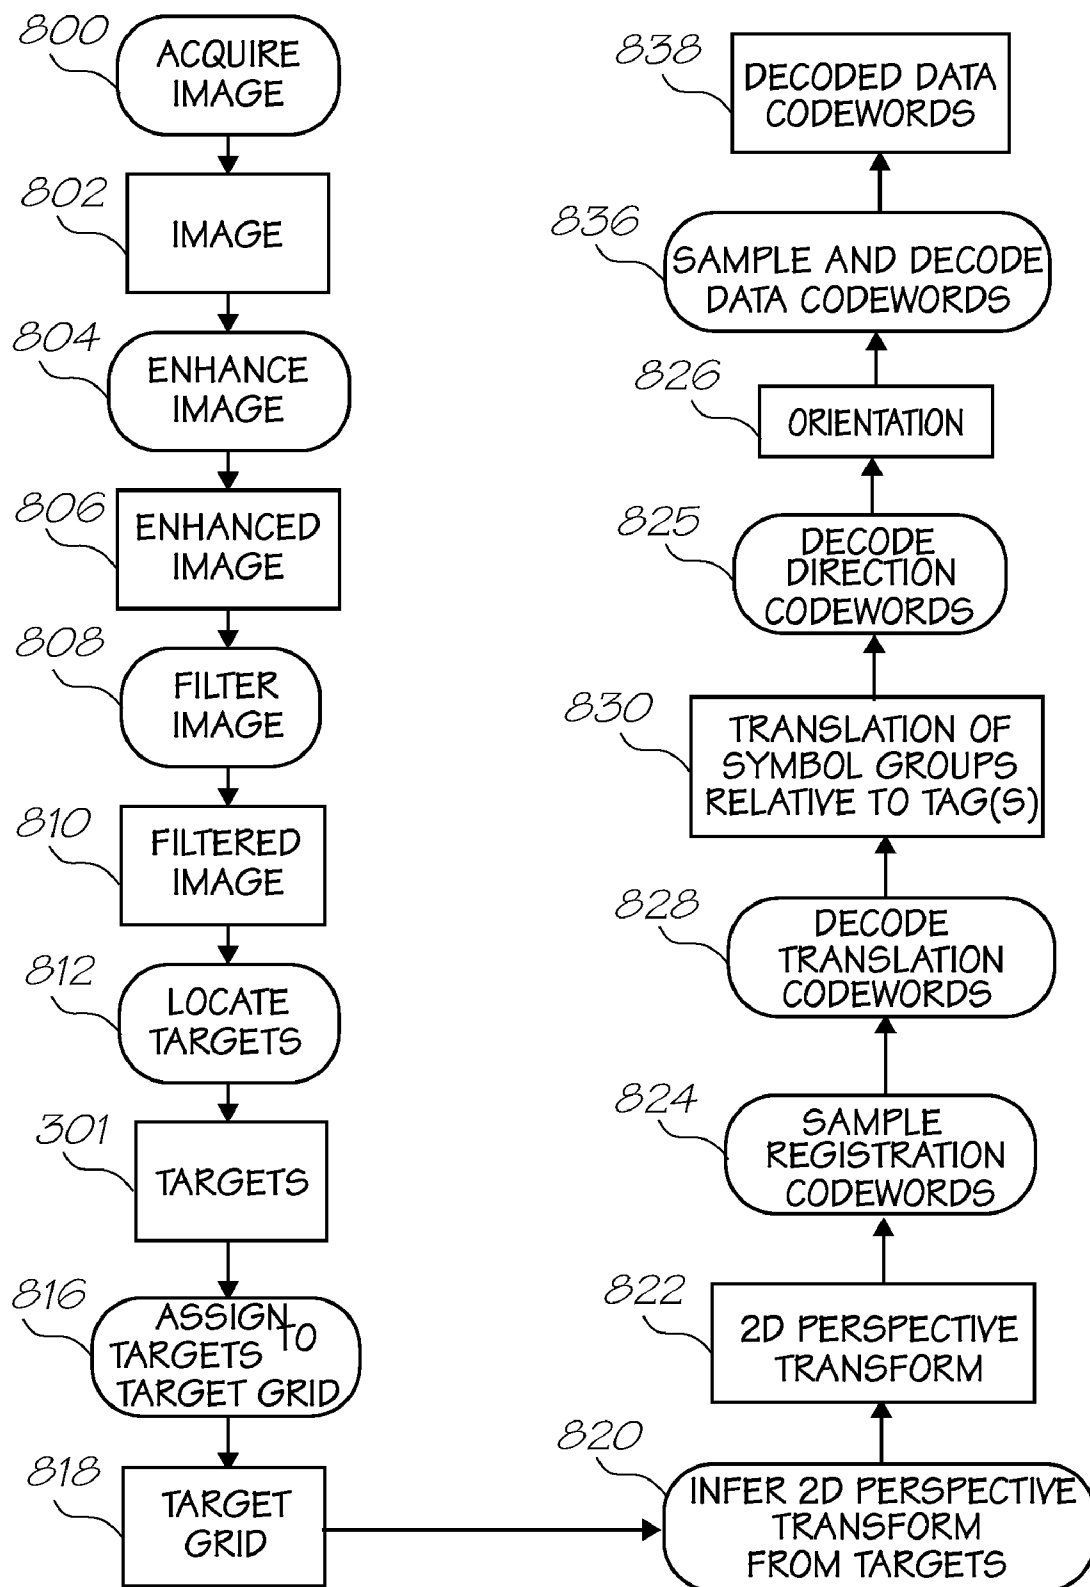 800
ACQUIRE
IMAGE
802
IMAGE
804
ENHANCE
IMAGE
806
ENHANCED
IMAGE
808
FILTER
IMAGE
810
FILTERED
IMAGE
812
LOCATE
TARGETS
301
TARGETS
816
ASSIGN TO
TARGETS
TARGET GRID
818
TARGET
GRID
820
INFER 2D PERSPECTIVE
TRANSFORM
FROM TARGETS
822
2D PERSPECTIVE
TRANSFORM
824
SAMPLE
REGISTRATION
CODEWORDS
828
DECODE
TRANSLATION
CODEWORDS
830
TRANSLATION OF
SYMBOL GROUPS
RELATIVE TO TAG(S)
825
DECODE
DIRECTION
CODEWORDS
826
ORIENTATION
836
SAMPLE AND DECODE
DATA CODEWORDS
838
DECODED DATA
CODEWORDS